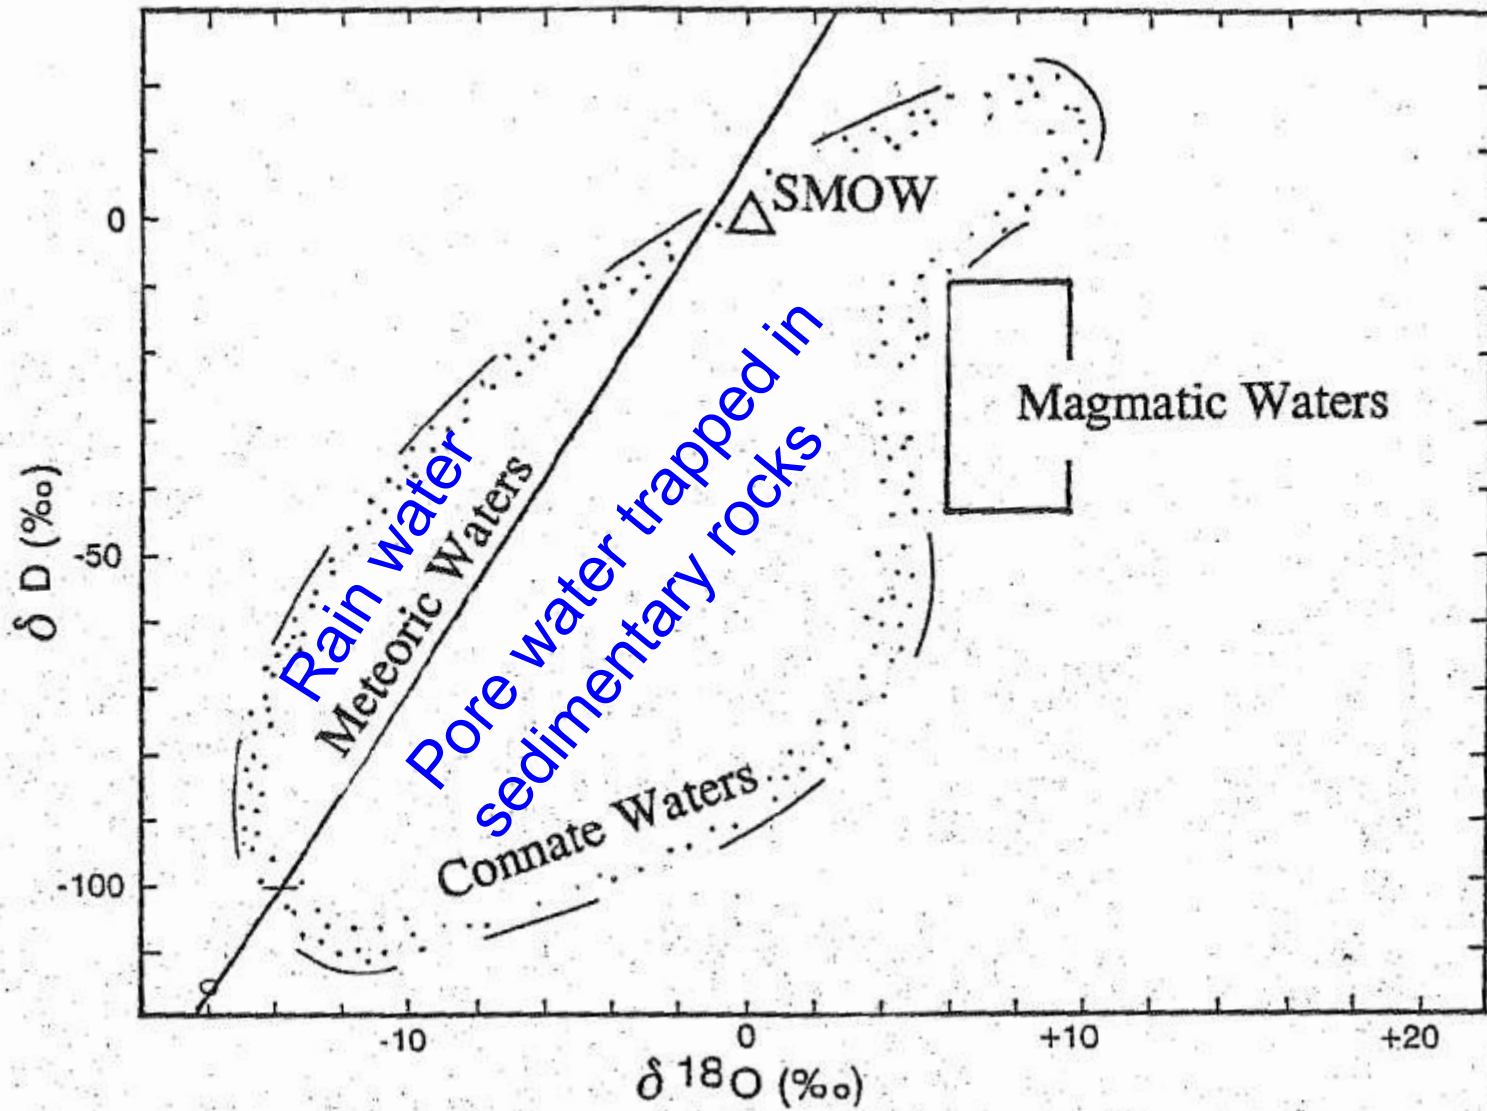 SMOW
0
Magmatic Waters
Rain water
Meteoric Waters
Pore water trapped in
sedimentary rocks
δ D (‰)
-50
Connate Waters
-100
-10
0
+10
+20
δ 18O (‰)